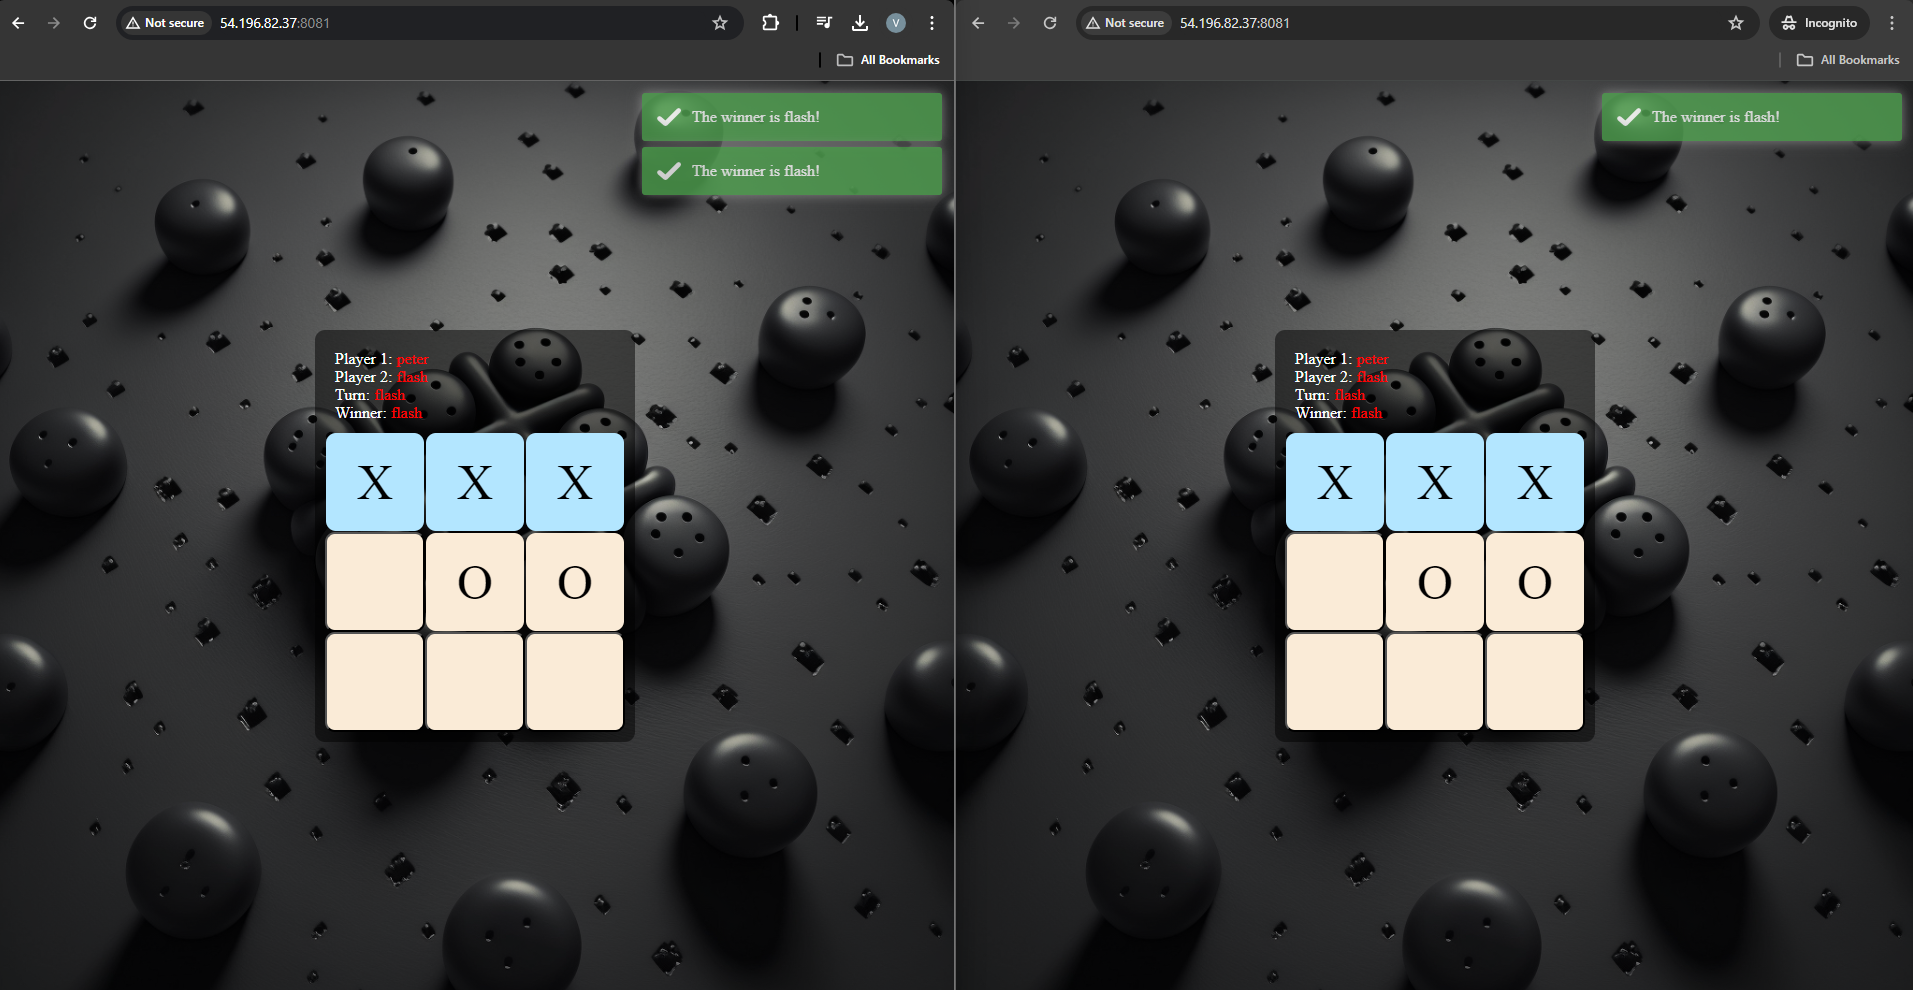 Not secure 54.196.82.37:8081
All Bookmarks
The winner is flash!
The winner is flash!
Player 1: peter
Player 2: flash
Turn: flash
Winner: flash
X X X
O O
Not secure 54.196.82.37:8081 Incognito
All Bookmarks
The winner is flash!
Player 1: peter
Player 2: flash
Turn: flash
Winner: flash
X X X
O O
V